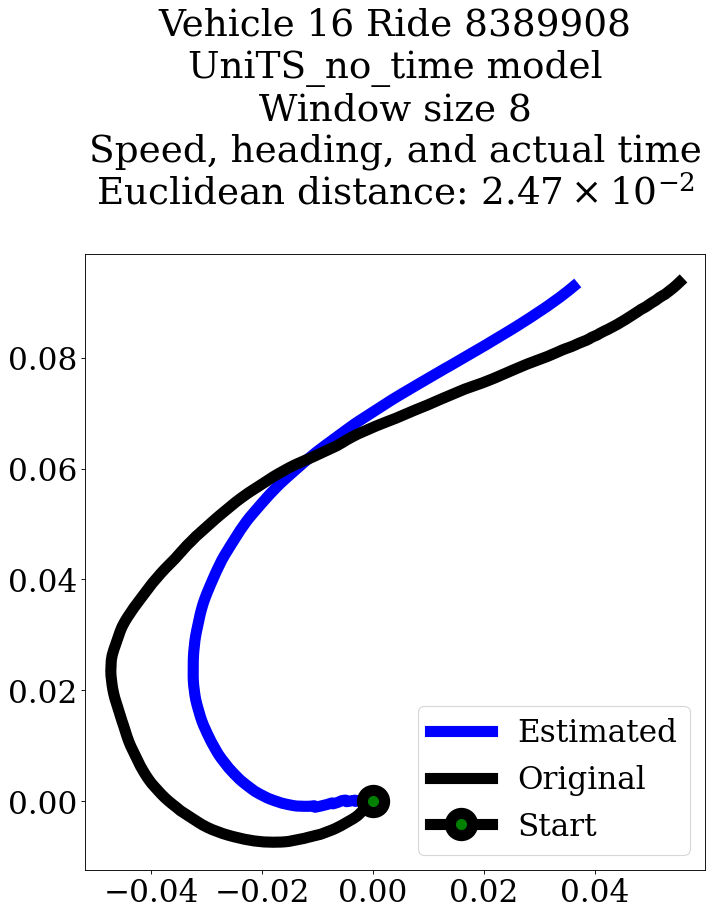 Vehicle 16 Ride 8389908
UniTS_no_time model
Window size 8
Speed, heading, and actual time
Euclidean distance: 2.47 × 10⁻²
0.08
0.06
0.04
0.02
0.00
Estimated
Original
Start
−0.04 −0.02 0.00 0.02 0.04